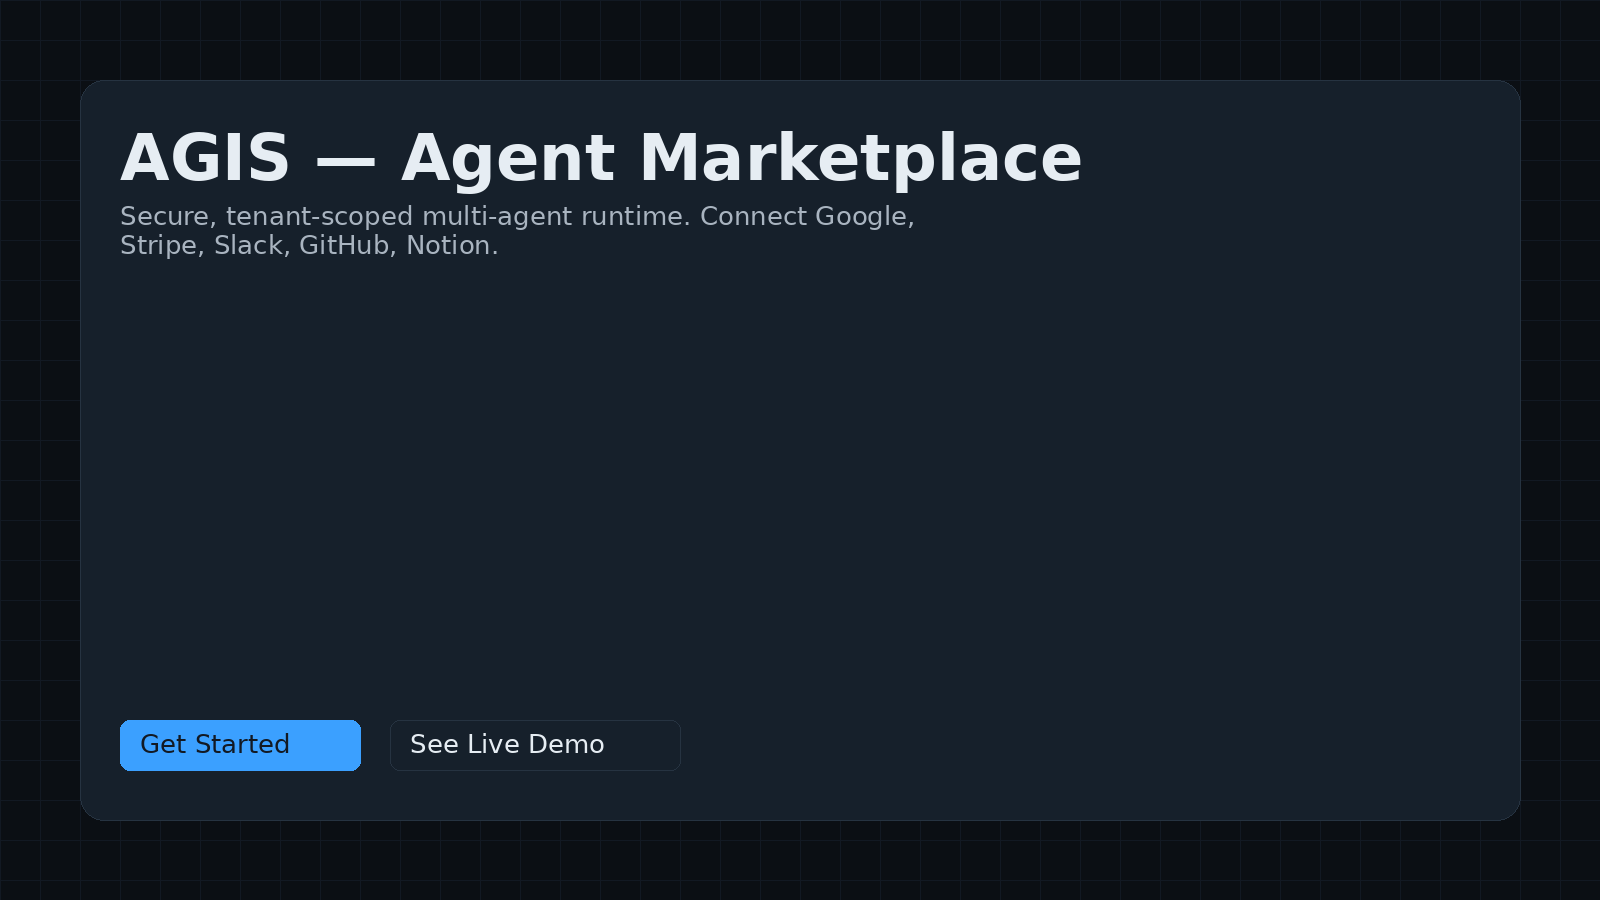 AGIS — Agent Marketplace
Secure, tenant-scoped multi-agent runtime. Connect Google,
Stripe, Slack, GitHub, Notion.
Get Started
See Live Demo